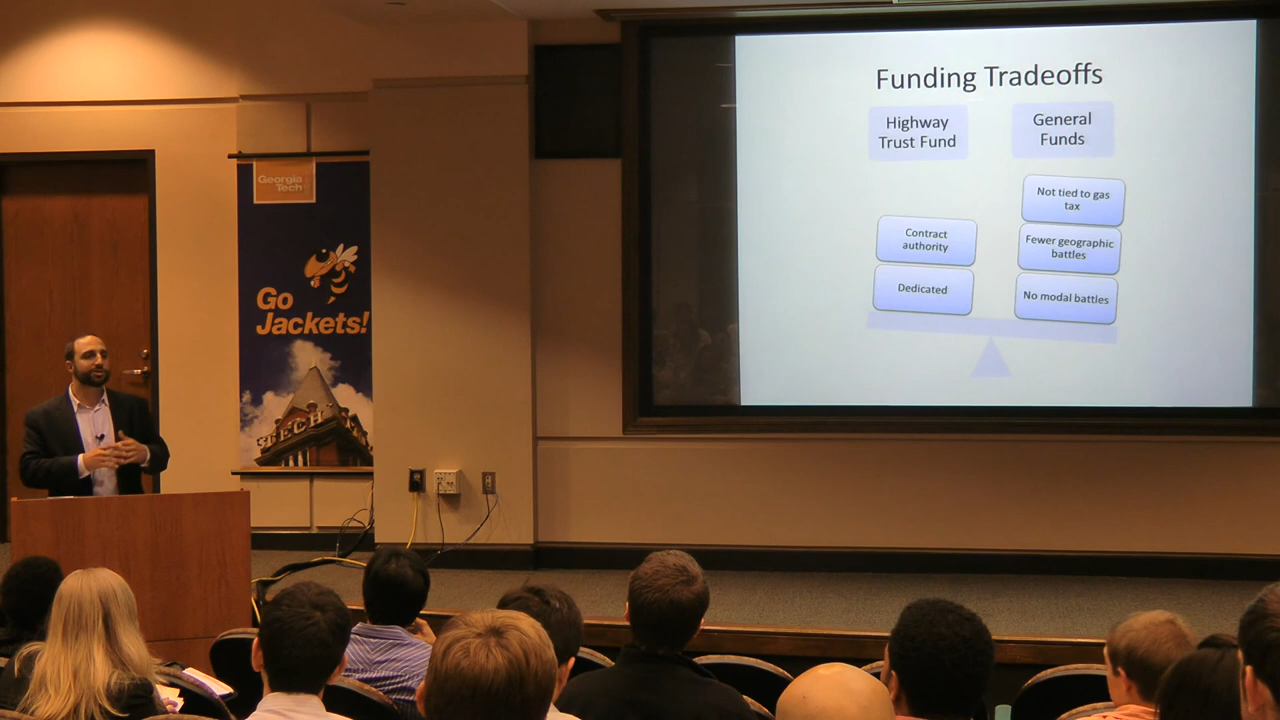 Funding Tradeoffs
Highway
Trust Fund
General
Funds
Contract
authority
Dedicated
Not tied to gas
tax
Fewer geographic
battles
No modal battles
Georgia
Tech
Go
Jackets!
TECH